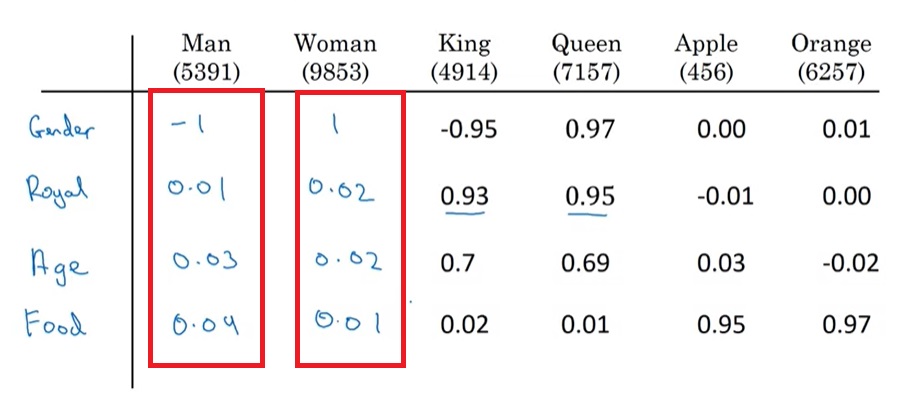 Man Woman King Queen Apple Orange
(5391) (9853) (4914) (7157) (456) (6257)
Gender -1 1 -0.95 0.97 0.00 0.01
Royal 0.01 0.02 0.93 0.95 -0.01 0.00
Age 0.03 0.02 0.7 0.69 0.03 -0.02
Food 0.04 0.01 0.02 0.01 0.95 0.97